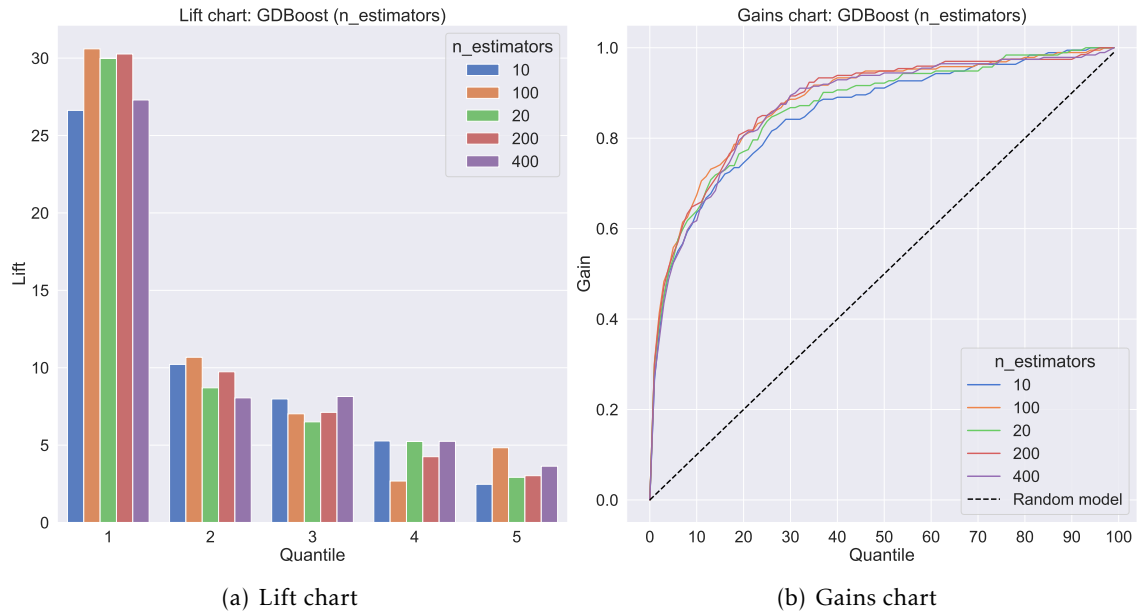 Lift chart: GDBoost (n_estimators)
30
25
20
15
10
5
0
Lift
n_estimators
10
100
20
200
400
1 2 3 4 5
Quantile
(a) Lift chart
Gains chart: GDBoost (n_estimators)
1.0
0.8
0.6
0.4
0.2
0.0
Gain
n_estimators
10
100
20
200
400
Random model
0 10 20 30 40 50 60 70 80 90 100
Quantile
(b) Gains chart